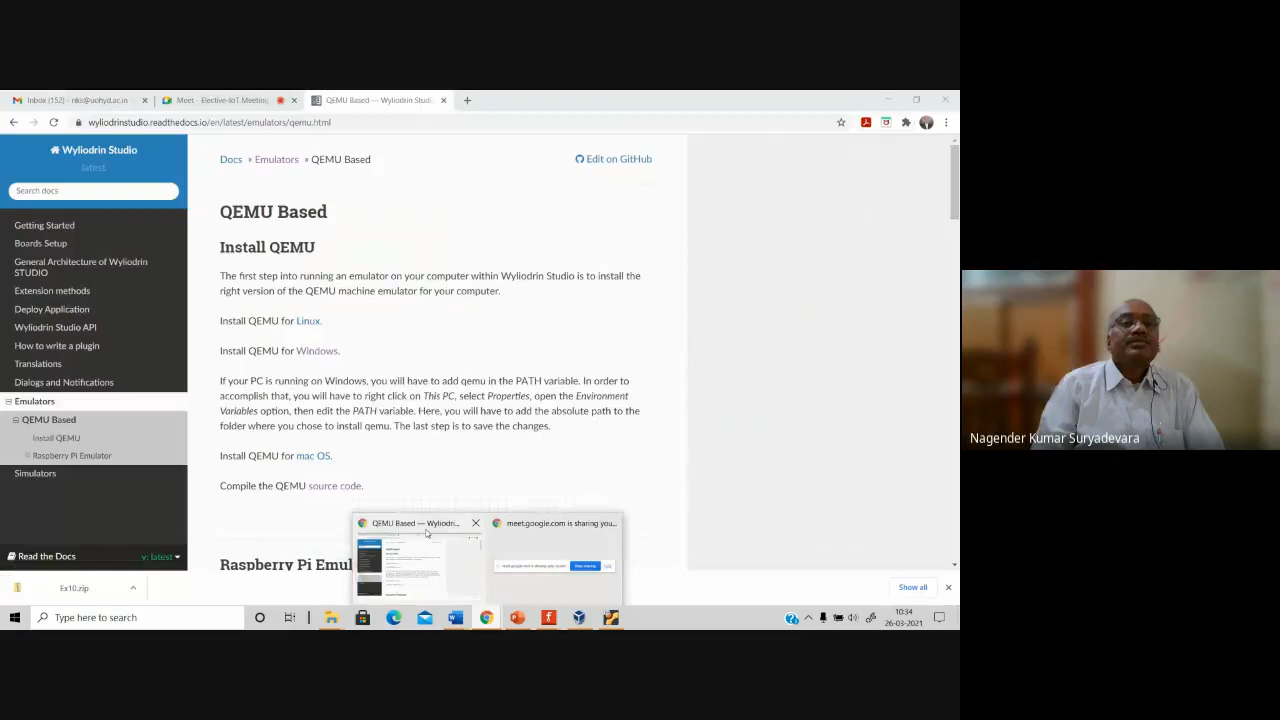 Inbox (152) - nks@uohyd.ac.in
Meet - Elective-IoT Meeting
QEMU Based — Wyliodrin Studi
wyliodrinstudio.readthedocs.io/en/latest/emulators/qemu.html
Wyliodrin Studio
latest
Search docs
Getting Started
Boards Setup
General Architecture of Wyliodrin
STUDIO
Extension methods
Deploy Application
Wyliodrin Studio API
How to write a plugin
Translations
Dialogs and Notifications
Emulators
QEMU Based
Install QEMU
Raspberry Pi Emulator
Simulators
Read the Docs
v: latest
Docs » Emulators » QEMU Based
Edit on GitHub
QEMU Based
Install QEMU
The first step into running an emulator on your computer within Wyliodrin Studio is to install the
right version of the QEMU machine emulator for your computer.
Install QEMU for Linux.
Install QEMU for Windows.
If your PC is running on Windows, you will have to add qemu in the PATH variable. In order to
accomplish that, you will have to right click on This PC, select Properties, open the Environment
Variables option, then edit the PATH variable. Here, you will have to add the absolute path to the
folder where you chose to install qemu. The last step is to save the changes.
Install QEMU for mac OS.
Compile the QEMU source code.
Raspberry Pi Emul
QEMU Based — Wyliodri...
meet.google.com is sharing you...
Ex10.zip
Show all
Type here to search
10:34
26-03-2021
Nagender Kumar Suryadevara